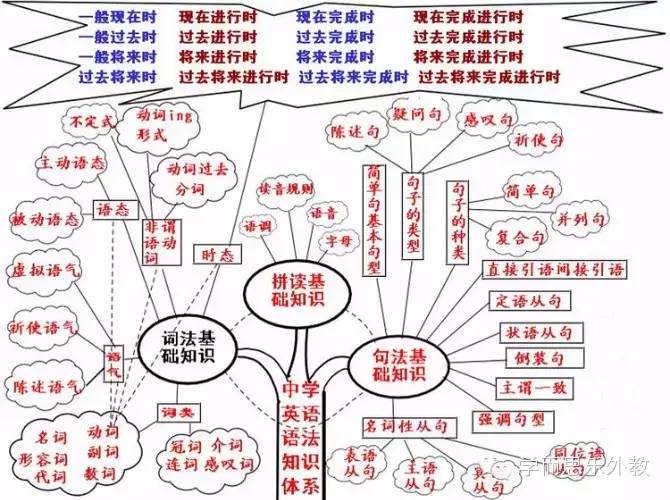 一般现在时 现在进行时 现在完成时 现在完成进行时
一般过去时 过去进行时 过去完成时 过去完成进行时
一般将来时 将来进行时 将来完成时 将来完成进行时
过去将来时 过去将来进行时 过去将来完成时 过去将来完成进行时
不定式
动词ing
形式
主动语态
动词过去
分词
语态
被动语态
非谓
语动
词
时态
虚拟语气
祈使语气
语气
陈述语气
词法基
础知识
词类
名词 动词
形容词 副词
代词 数词
冠词 介词
连词 感叹词
读音规则
语音
语调
字母
拼读基
础知识
陈述句
疑问句
感叹句
祈使句
简单句基本句型
句子的类型
句子的种类
简单句
并列句
复合句
直接引语间接引语
定语从句
状语从句
倒装句
主谓一致
强调句型
句法基
础知识
名词性从句
表语
从句
主语
从句
从句
同位语
从句
中学
英语
语法
知识
体系